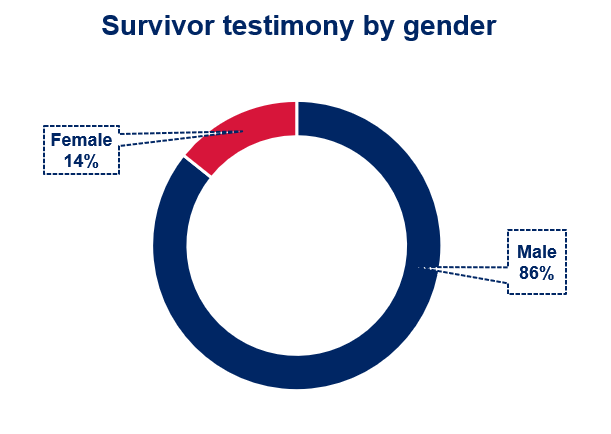 Survivor testimony by gender
Female
14%
Male
86%